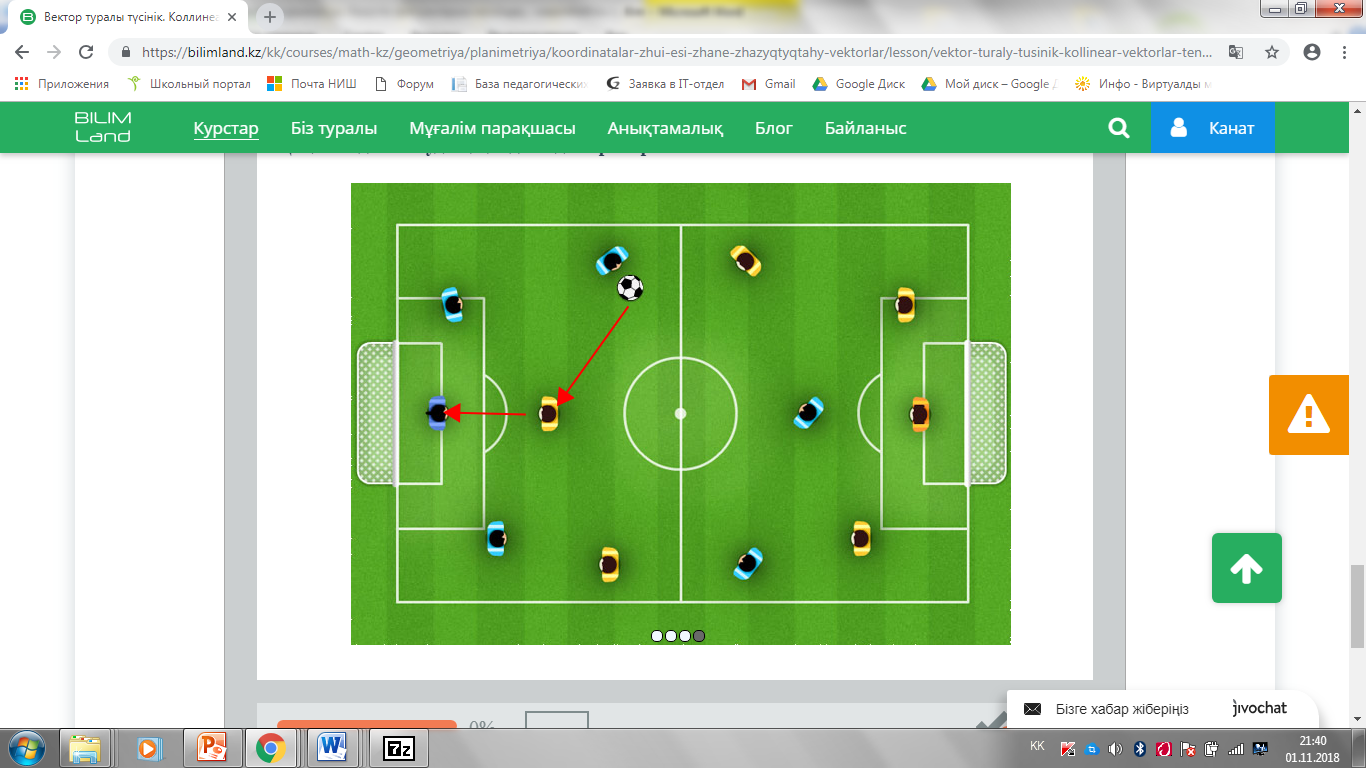 Вектор туралы түсінік. Коллинеа
https://bilimland.kz/kk/courses/math-kz/geometriya/planimetriya/koordinatalar-zhui-esi-zhane-zhazyqtyqtahy-vektorlar/lesson/vektor-turaly-tusinik-kollinear-vektorlar-ten...
Приложения Школьный портал Почта НИШ Форум База педагогических Заявка в IT-отдел Gmail Google Диск Мой диск – Google Д Инфо - Виртуалды м
BILIM Land Курстар Біз туралы Мұғалім парақшасы Анықтамалық Блог Байланыс Канат
0%
Бізге хабар жіберіңіз jivochat
KK 21:40
01.11.2018